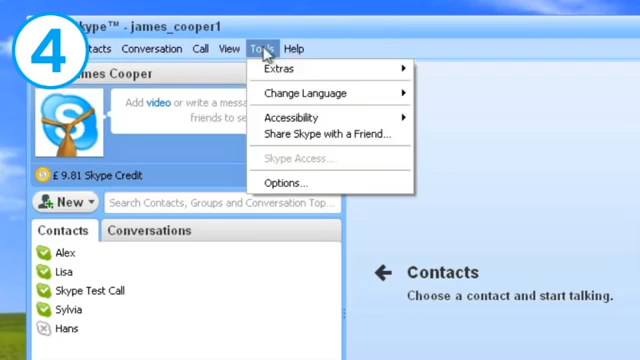 4
kype™ - james_cooper1
tacts Conversation Call View Tools Help
mes Cooper
Extras
Change Language
Accessibility
Share Skype with a Friend...
Skype Access...
Options...
Add video or write a messa
friends to se
£ 9.81 Skype Credit
New
Search Contacts, Groups and Conversation Top...
Contacts Conversations
Alex
Lisa
Skype Test Call
Sylvia
Hans
Contacts
Choose a contact and start talking.